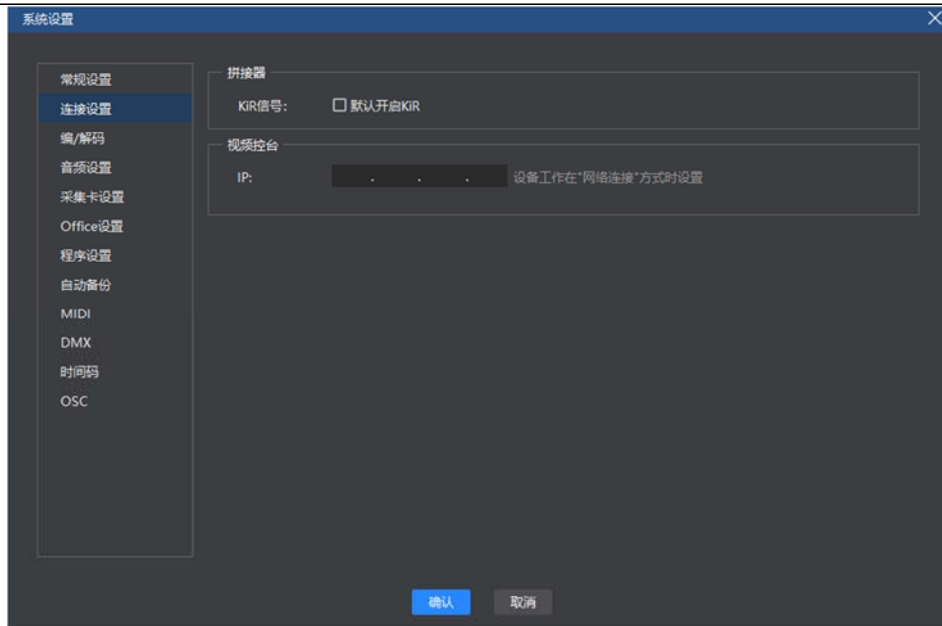 系统设置
常规设置
连接设置
编/解码
音频设置
采集卡设置
Office设置
程序设置
自动备份
MIDI
DMX
时间码
OSC
拼接器
KiR信号: 默认开启KiR
视频控台
IP: . . . 设备工作在"网络连接"方式时设置
确认 取消